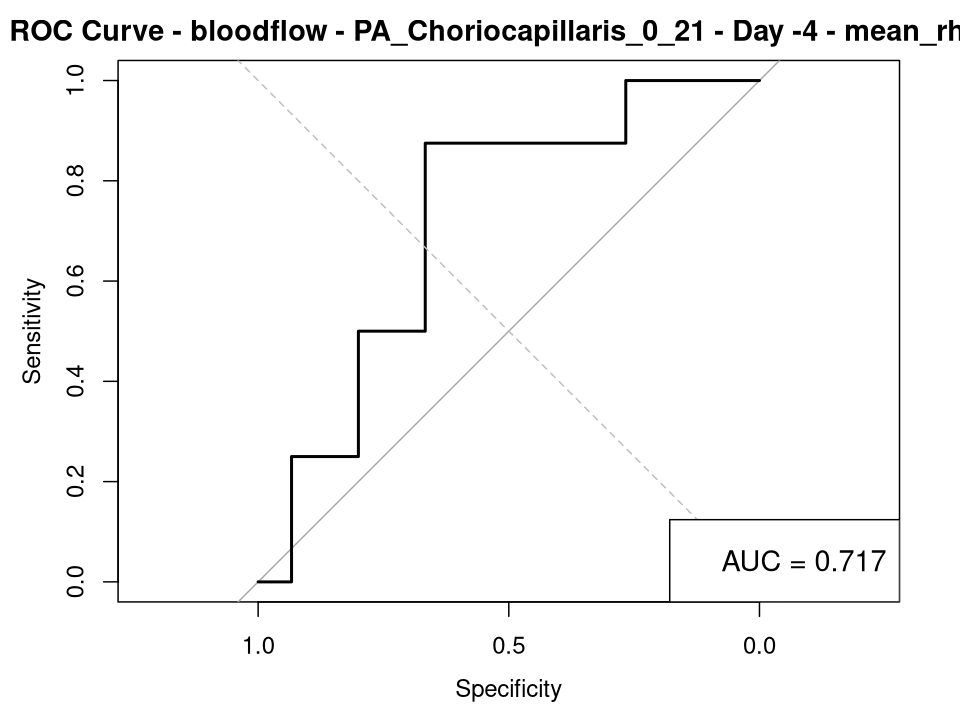 ROC Curve - bloodflow - PA_Choriocapillaris_0_21 - Day -4 - mean_rh
1.0
0.8
0.6
0.4
0.2
0.0
Sensitivity
AUC = 0.717
1.0 0.5 0.0
Specificity